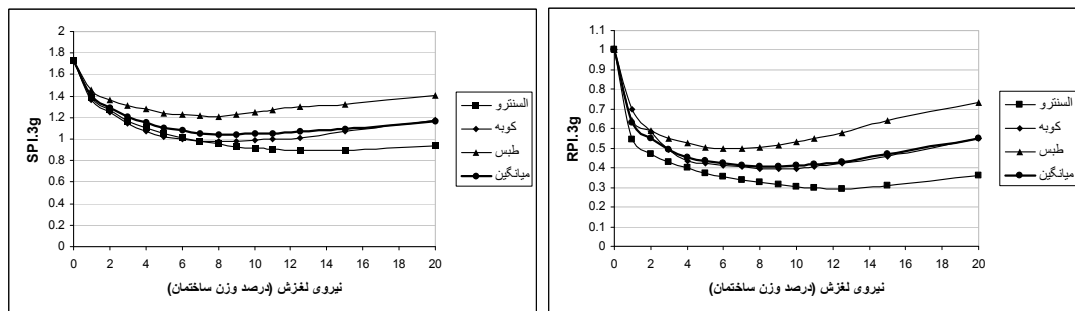 SPI.3g
2
1.8
1.6
1.4
1.2
1
0.8
0.6
0.4
0.2
0
0 2 4 6 8 10 12 14 16 18 20
نیروی لغزش (درصد وزن ساختمان)
السنترو
کوبه
طبس
میانگین
RPI.3g
1.1
1
0.9
0.8
0.7
0.6
0.5
0.4
0.3
0.2
0.1
0
0 2 4 6 8 10 12 14 16 18 20
نیروی لغزش (درصد وزن ساختمان)
السنترو
کوبه
طبس
میانگین